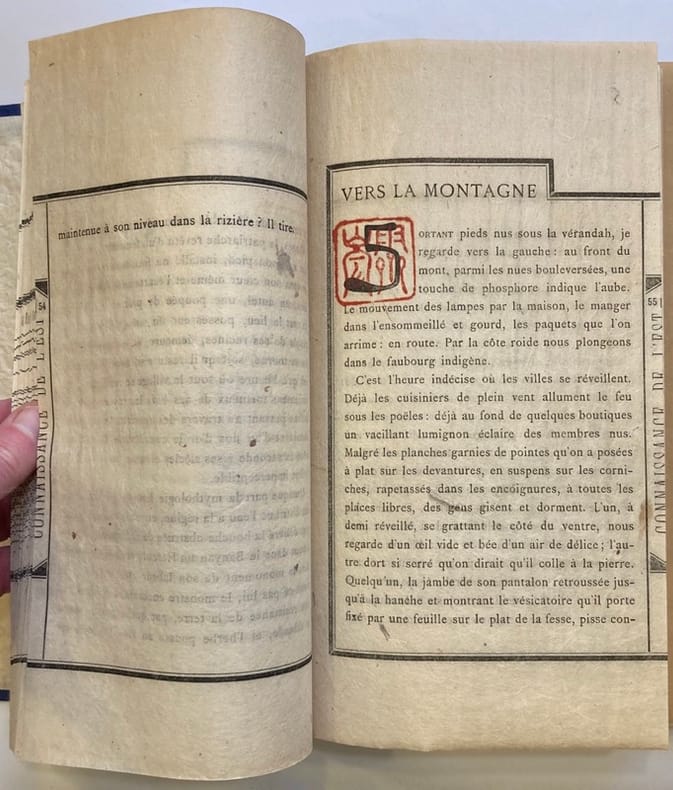 maintenue à son niveau dans la rizière ? Il tire
54
CONNAISSANCE DE L'EST
VERS LA MONTAGNE
SORTANT pieds nus sous la vérandah, je
regarde vers la gauche : au front du
mont, parmi les nues bouleversées, une
touche de phosphore indique l'aube.
Le mouvement des lampes par la maison, le manger
dans l'ensommeillé et gourd, les paquets que l'on
arrime : en route. Par la côte roide nous plongeons
dans le faubourg indigène.
C'est l'heure indécise où les villes se réveillent.
Déjà les cuisiniers de plein vent allument le feu
sous les poêles : déjà au fond de quelques boutiques
un vacillant lumignon éclaire des membres nus.
Malgré les planches garnies de pointes qu'on a posées
à plat sur les devantures, en suspens sur les corni-
ches, rapetassés dans les encoignures, à toutes les
places libres, des gens gisent et dorment. L'un, à
demi réveillé, se grattant le côté du ventre, nous
regarde d'un œil vide et bée d'un air de délice ; l'au-
tre dort si serré qu'on dirait qu'il colle à la pierre.
Quelqu'un, la jambe de son pantalon retroussée jus-
qu'à la hanche et montrant le vésicatoire qu'il porte
fixé par une feuille sur le plat de la fesse, pisse con-
55
CONNAISSANCE DE L'EST